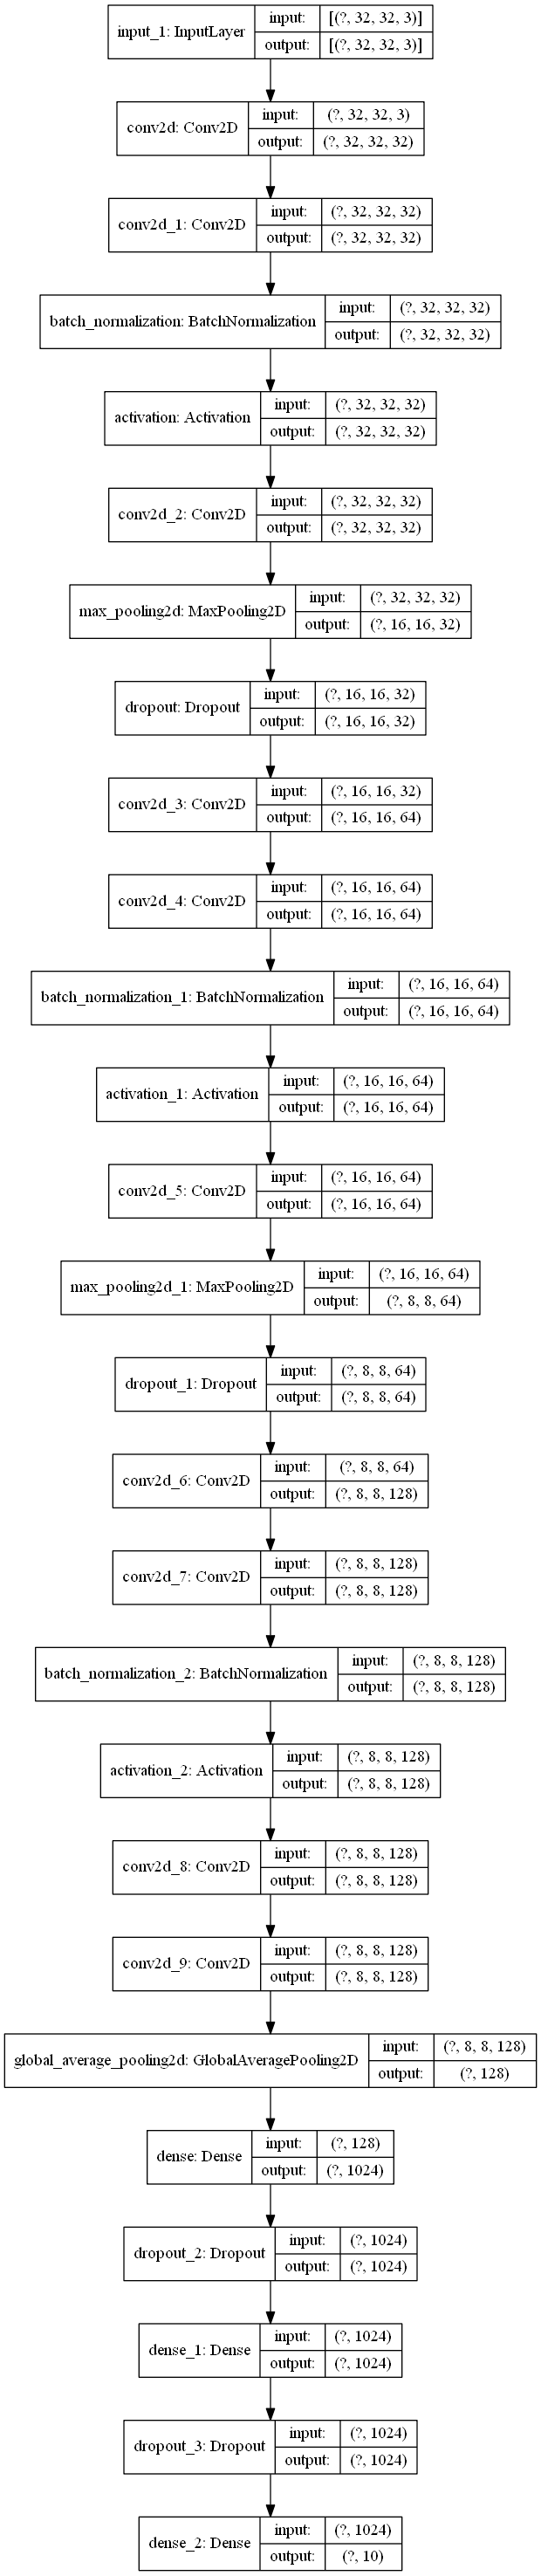 input_1: InputLayer input: [(?, 32, 32, 3)]
output: [(?, 32, 32, 3)]
conv2d: Conv2D input: (?, 32, 32, 3)
output: (?, 32, 32, 32)
conv2d_1: Conv2D input: (?, 32, 32, 32)
output: (?, 32, 32, 32)
batch_normalization: BatchNormalization input: (?, 32, 32, 32)
output: (?, 32, 32, 32)
activation: Activation input: (?, 32, 32, 32)
output: (?, 32, 32, 32)
conv2d_2: Conv2D input: (?, 32, 32, 32)
output: (?, 32, 32, 32)
max_pooling2d: MaxPooling2D input: (?, 32, 32, 32)
output: (?, 16, 16, 32)
dropout: Dropout input: (?, 16, 16, 32)
output: (?, 16, 16, 32)
conv2d_3: Conv2D input: (?, 16, 16, 32)
output: (?, 16, 16, 64)
conv2d_4: Conv2D input: (?, 16, 16, 64)
output: (?, 16, 16, 64)
batch_normalization_1: BatchNormalization input: (?, 16, 16, 64)
output: (?, 16, 16, 64)
activation_1: Activation input: (?, 16, 16, 64)
output: (?, 16, 16, 64)
conv2d_5: Conv2D input: (?, 16, 16, 64)
output: (?, 16, 16, 64)
max_pooling2d_1: MaxPooling2D input: (?, 16, 16, 64)
output: (?, 8, 8, 64)
dropout_1: Dropout input: (?, 8, 8, 64)
output: (?, 8, 8, 64)
conv2d_6: Conv2D input: (?, 8, 8, 64)
output: (?, 8, 8, 128)
conv2d_7: Conv2D input: (?, 8, 8, 128)
output: (?, 8, 8, 128)
batch_normalization_2: BatchNormalization input: (?, 8, 8, 128)
output: (?, 8, 8, 128)
activation_2: Activation input: (?, 8, 8, 128)
output: (?, 8, 8, 128)
conv2d_8: Conv2D input: (?, 8, 8, 128)
output: (?, 8, 8, 128)
conv2d_9: Conv2D input: (?, 8, 8, 128)
output: (?, 8, 8, 128)
global_average_pooling2d: GlobalAveragePooling2D input: (?, 8, 8, 128)
output: (?, 128)
dense: Dense input: (?, 128)
output: (?, 1024)
dropout_2: Dropout input: (?, 1024)
output: (?, 1024)
dense_1: Dense input: (?, 1024)
output: (?, 1024)
dropout_3: Dropout input: (?, 1024)
output: (?, 1024)
dense_2: Dense input: (?, 1024)
output: (?, 10)